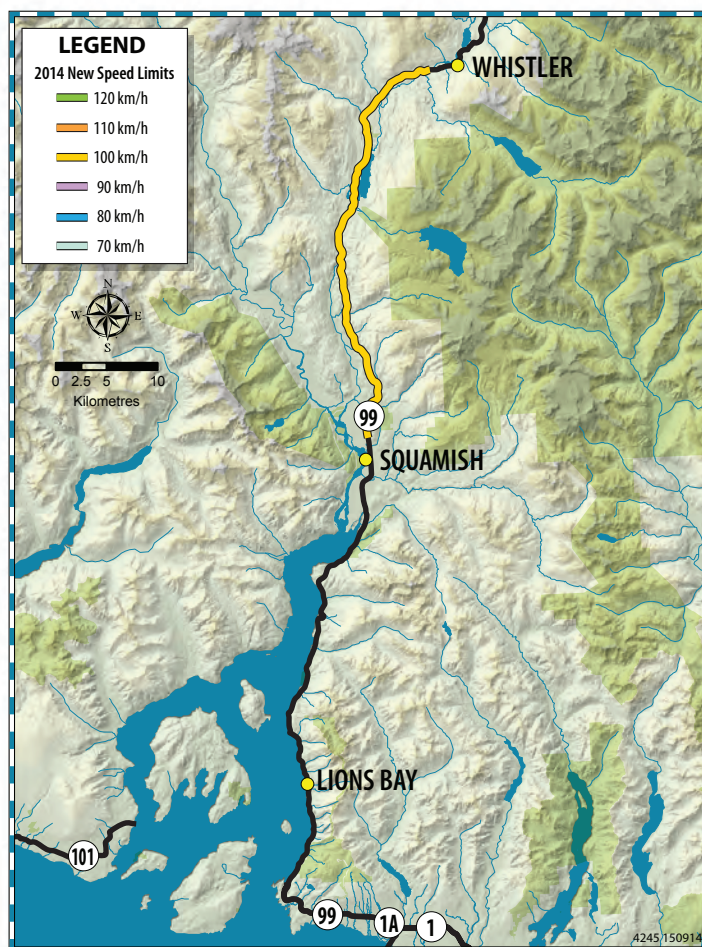 LEGEND
2014 New Speed Limits
120 km/h
110 km/h
100 km/h
90 km/h
80 km/h
70 km/h
WHISTLER
N
W E
S
0 2.5 5 10
Kilometres
99
SQUAMISH
LIONS BAY
101
99
1A
1
4245 150914